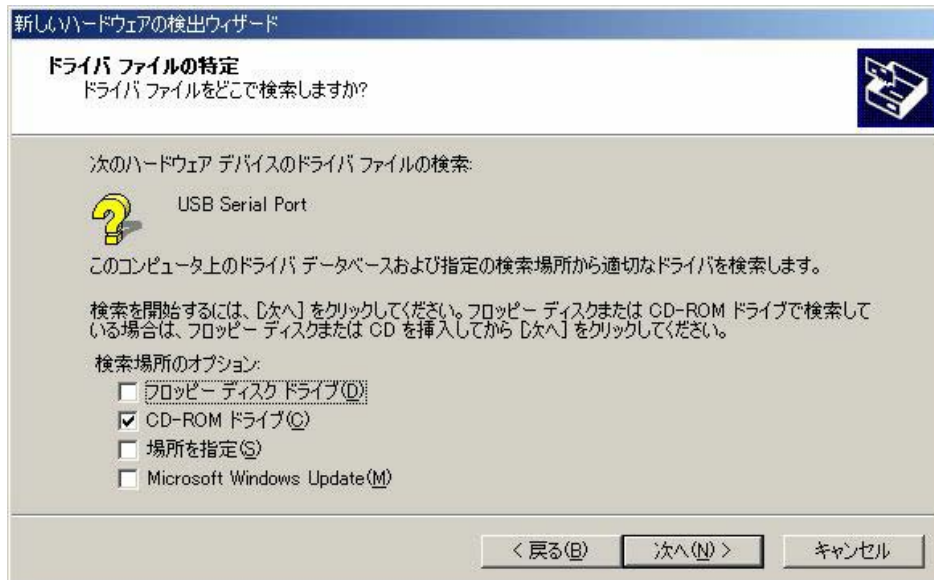 新しいハードウェアの検出ウィザード
ドライバ ファイルの特定
ドライバ ファイルをどこで検索しますか?
次のハードウェア デバイスのドライバ ファイルの検索:
USB Serial Port
このコンピュータ上のドライバ データベースおよび指定の検索場所から適切なドライバを検索します。
検索を開始するには、[次へ] をクリックしてください。フロッピー ディスクまたは CD-ROM ドライブで検索して
いる場合は、フロッピー ディスクまたは CD を挿入してから [次へ] をクリックしてください。
検索場所のオプション:
フロッピー ディスク ドライブ(D)
CD-ROM ドライブ(C)
場所を指定(S)
Microsoft Windows Update(M)
< 戻る(B) 次へ(N) > キャンセル